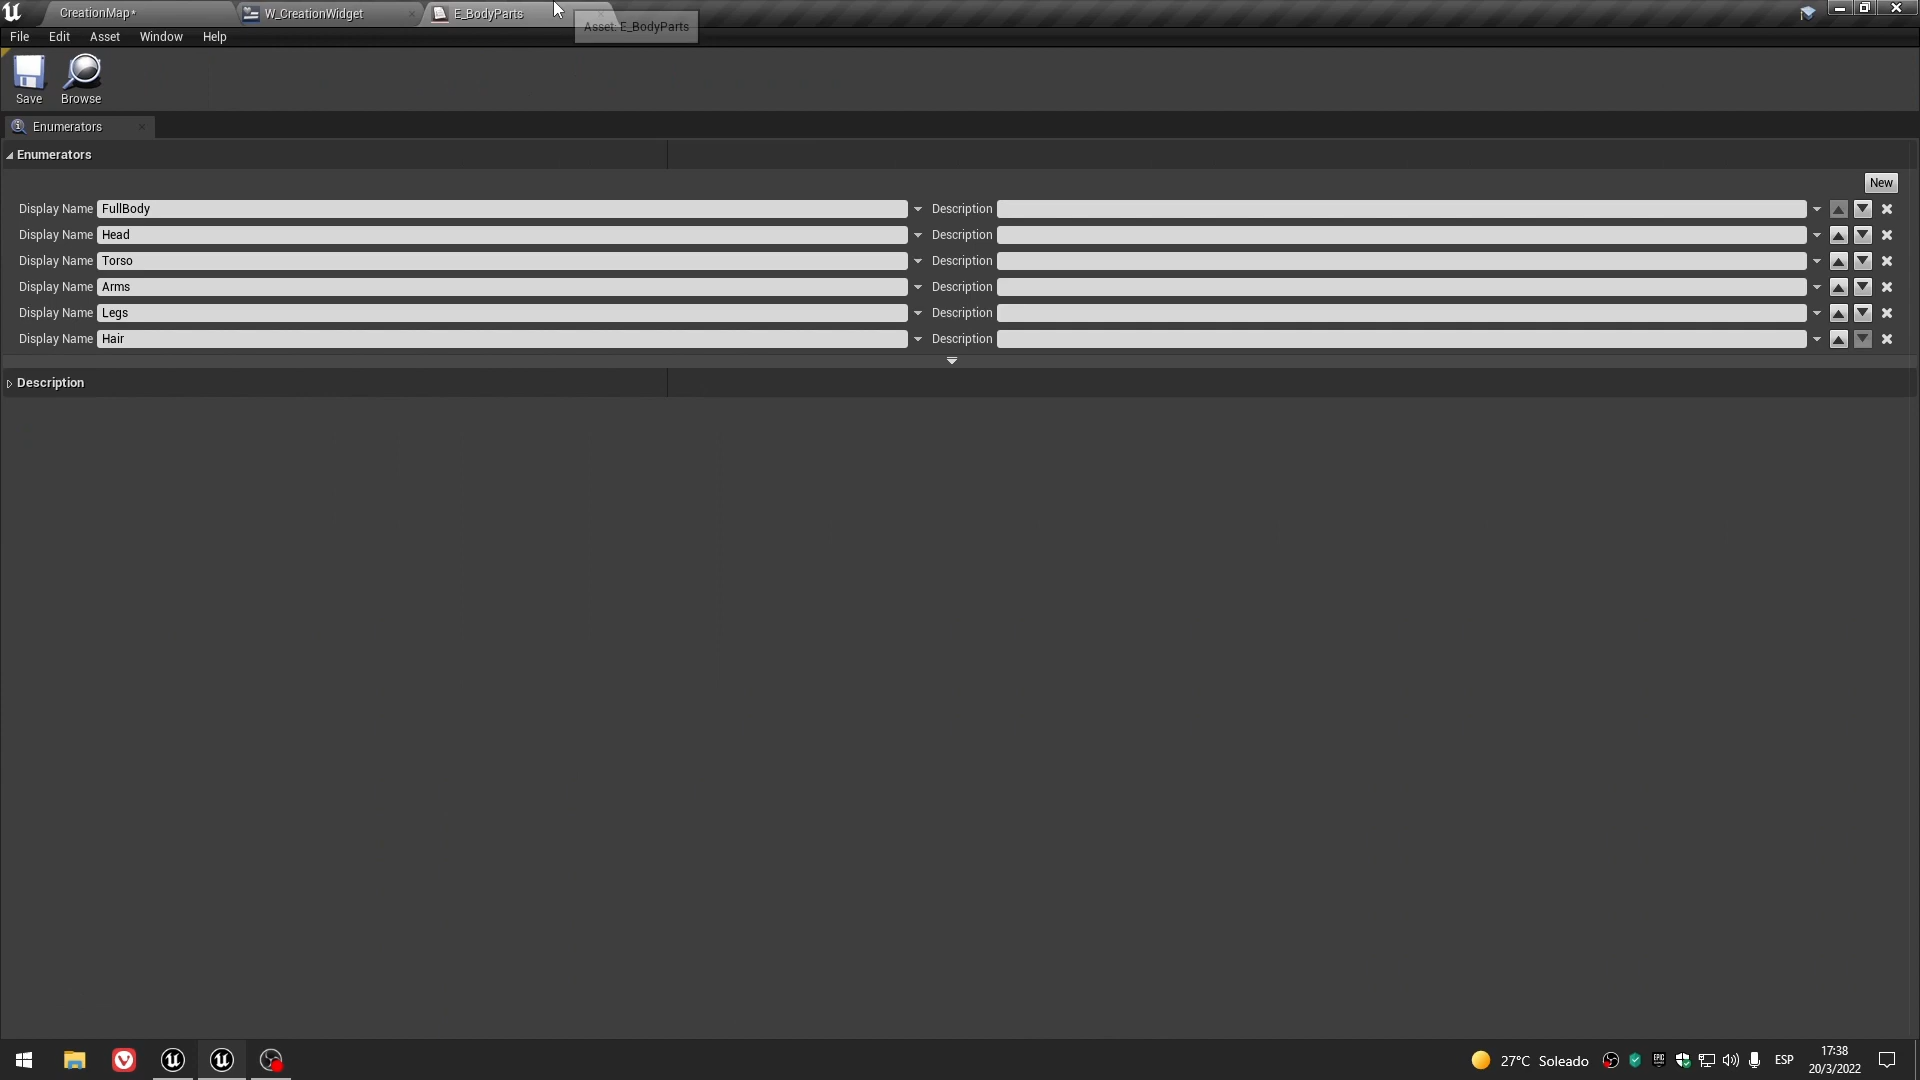 CreationMap*
W_CreationWidget
E_BodyParts
Asset: E_BodyParts
File Edit Asset Window Help
Save Browse
Enumerators
Enumerators
New
Display Name FullBody Description
Display Name Head Description
Display Name Torso Description
Display Name Arms Description
Display Name Legs Description
Display Name Hair Description
Description
27°C Soleado
EPIC
ESP
17:38
20/3/2022